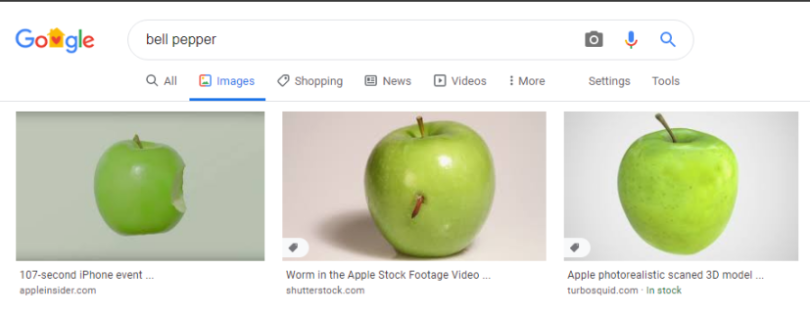 Google
bell pepper
All Images Shopping News Videos More Settings Tools
107-second iPhone event ...
appleinsider.com
Worm in the Apple Stock Footage Video ...
shutterstock.com
Apple photorealistic scaned 3D model ...
turbosquid.com · In stock